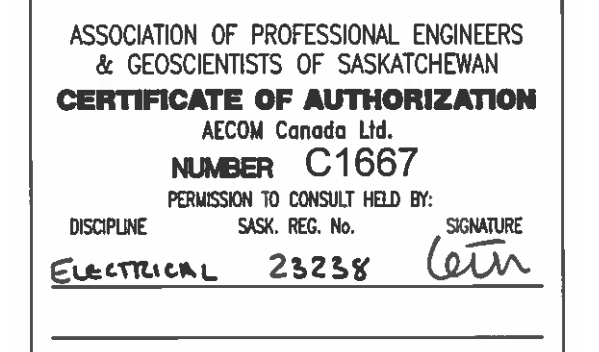 ASSOCIATION OF PROFESSIONAL ENGINEERS
& GEOSCIENTISTS OF SASKATCHEWAN
CERTIFICATE OF AUTHORIZATION
AECOM Canada Ltd.
NUMBER C1667
PERMISSION TO CONSULT HELD BY:
DISCIPLINE SASK. REG. No. SIGNATURE
ELECTRICAL 23238